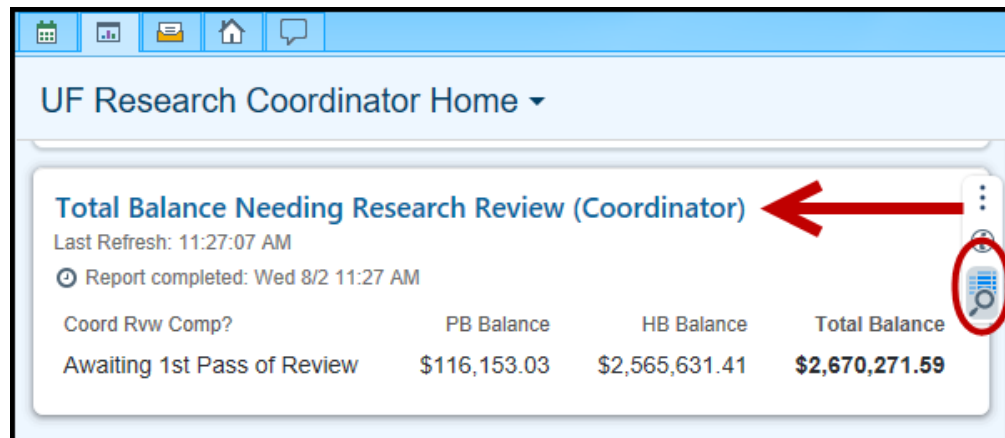 UF Research Coordinator Home
Total Balance Needing Research Review (Coordinator)
Last Refresh: 11:27:07 AM
Report completed: Wed 8/2 11:27 AM
Coord Rvw Comp? PB Balance HB Balance Total Balance
Awaiting 1st Pass of Review $116,153.03 $2,565,631.41 $2,670,271.59